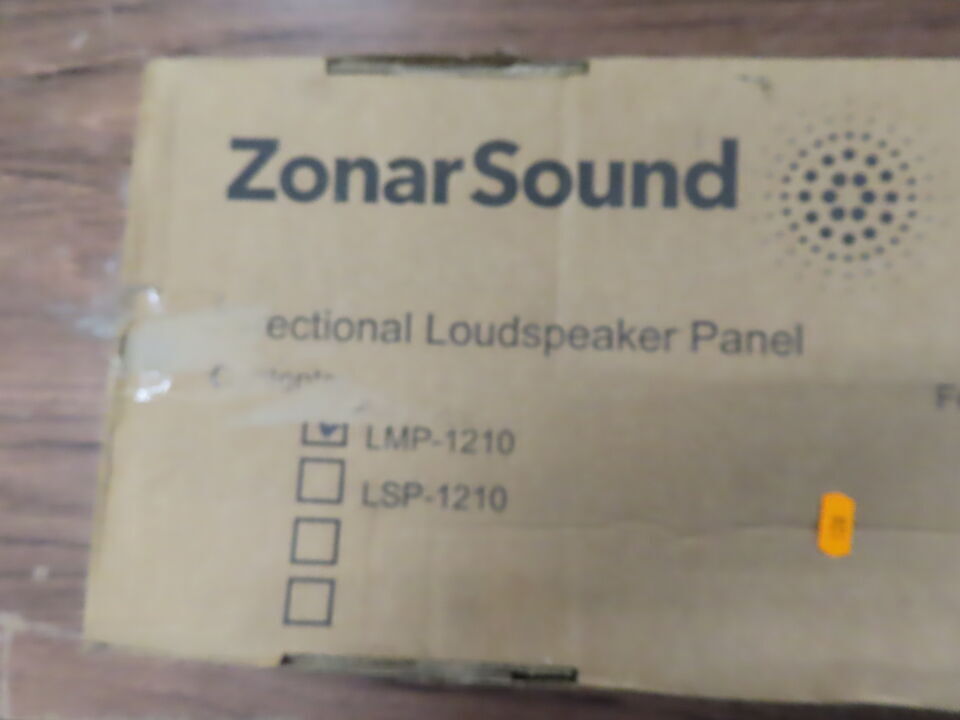 ZonarSound
ectional Loudspeaker Panel
LMP-1210
LSP-1210